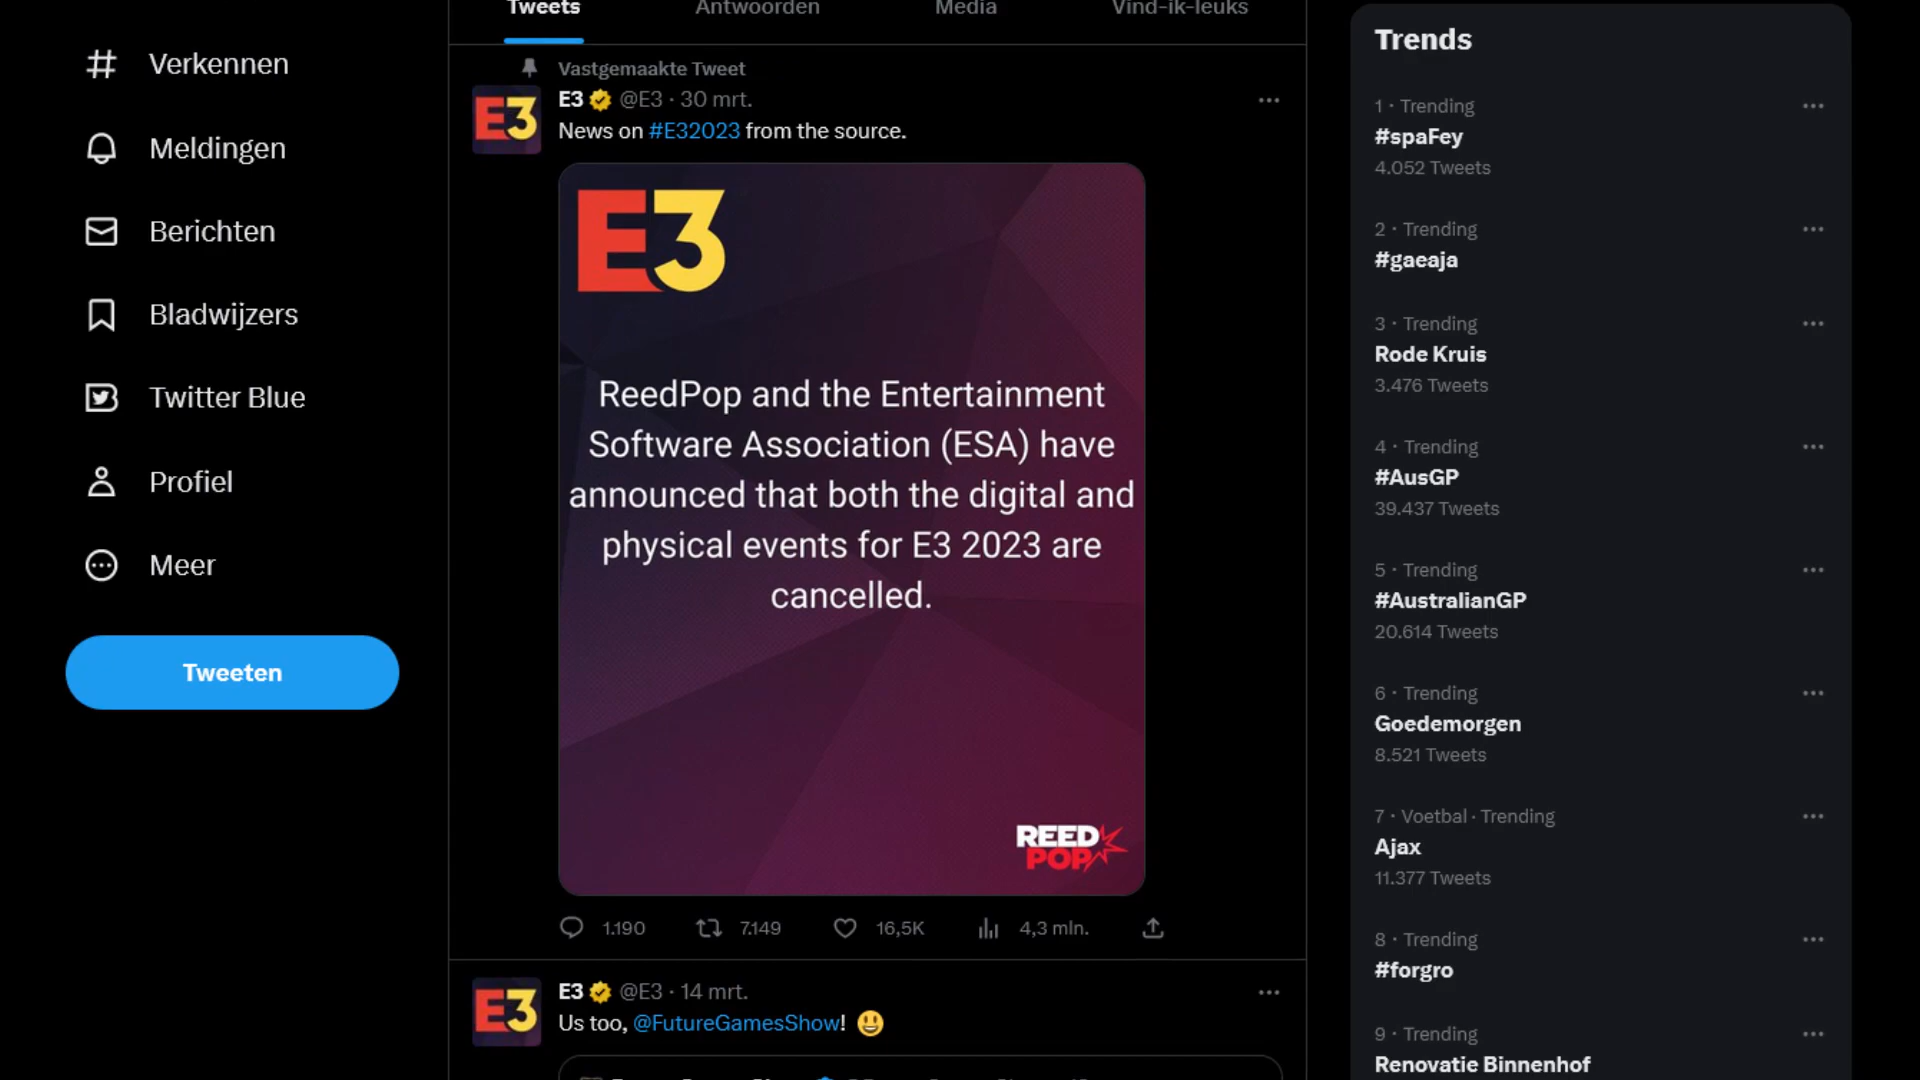 Verkennen
Meldingen
Berichten
Bladwijzers
Twitter Blue
Profiel
Meer
Tweeten
Tweets Antwoorden Media Vind-ik-leuks
Vastgemaakte Tweet
E3 @E3 · 30 mrt.
News on #E32023 from the source.
E3
E3
ReedPop and the Entertainment
Software Association (ESA) have
announced that both the digital and
physical events for E3 2023 are
cancelled.
REED
POP
1.190 7.149 16,5K 4,3 mln.
E3 @E3 · 14 mrt.
E3
Us too, @FutureGamesShow! 😃
Trends
1 · Trending
#spaFey
4.052 Tweets
2 · Trending
#gaeaja
3 · Trending
Rode Kruis
3.476 Tweets
4 · Trending
#AusGP
39.437 Tweets
5 · Trending
#AustralianGP
20.614 Tweets
6 · Trending
Goedemorgen
8.521 Tweets
7 · Voetbal · Trending
Ajax
11.377 Tweets
8 · Trending
#forgro
9 · Trending
Renovatie Binnenhof